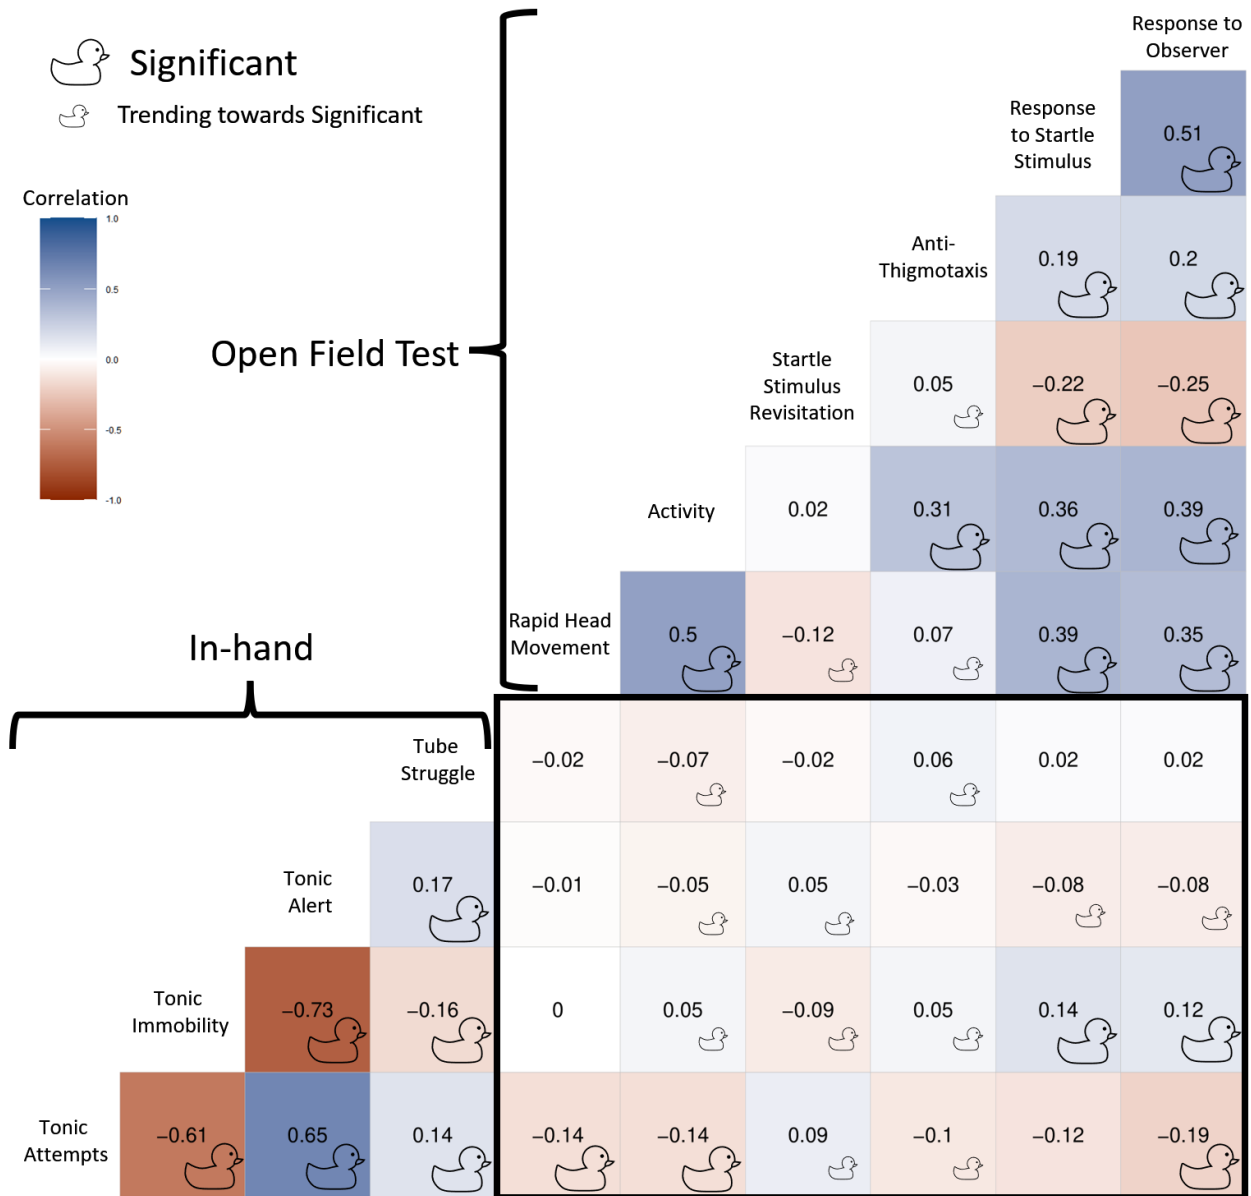 Response to
Observer
Significant
Trending towards Significant
Response
to Startle
Stimulus
0.51
Correlation
1.0
0.5
0.0
-0.5
-1.0
Anti-
Thigmotaxis
0.19
0.2
Open Field Test
Startle
Stimulus
Revisitation
0.05
−0.22
−0.25
Activity
0.02
0.31
0.36
0.39
Rapid Head
Movement
0.5
−0.12
0.07
0.39
0.35
In-hand
Tube
Struggle
−0.02
−0.07
−0.02
0.06
0.02
0.02
Tonic
Alert
0.17
−0.01
−0.05
0.05
−0.03
−0.08
−0.08
Tonic
Immobility
−0.73
−0.16
0
0.05
−0.09
0.05
0.14
0.12
Tonic
Attempts
−0.61
0.65
0.14
−0.14
−0.14
0.09
−0.1
−0.12
−0.19